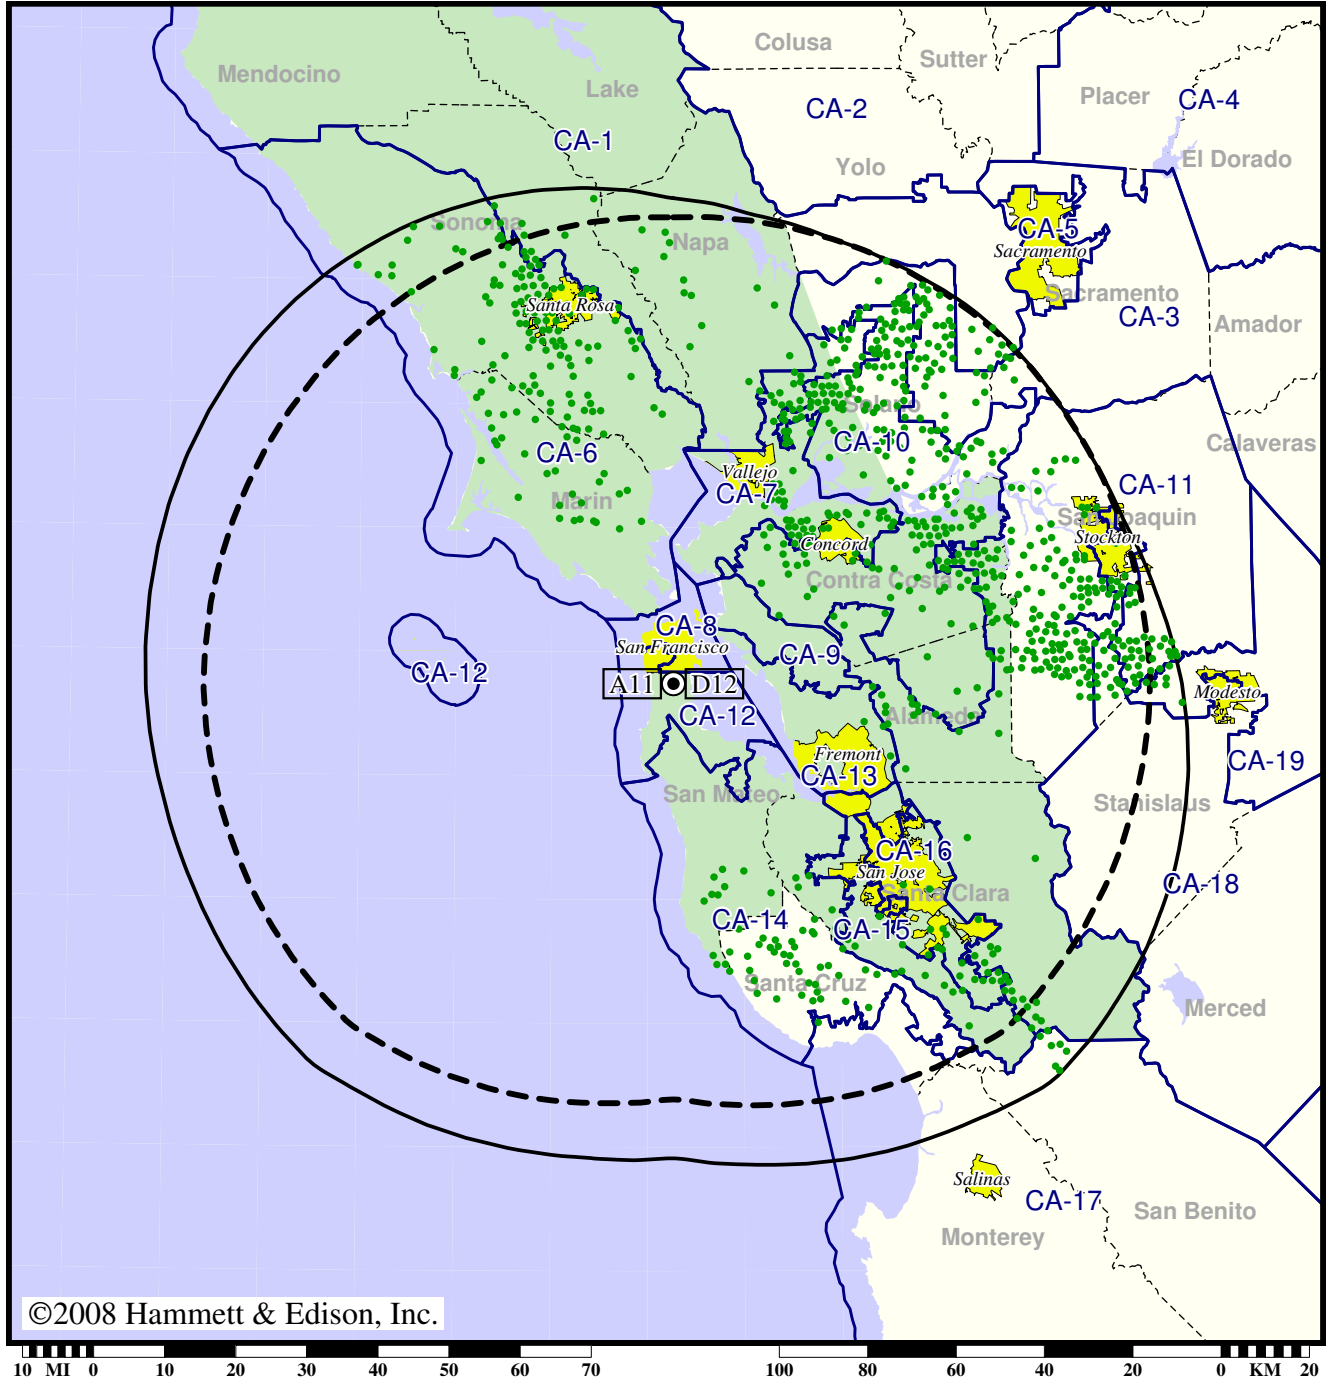 Colusa
Sutter
Mendocino
Lake
Placer
CA-4
CA-2
CA-1
Yolo
El Dorado
Sonoma
Napa
CA-5
Sacramento
Sacramento
Santa Rosa
CA-3
Amador
Solano
CA-10
Calaveras
CA-6
Vallejo
CA-7
CA-11
Marin
San Joaquin
Stockton
Concord
Contra Costa
CA-8
San Francisco
CA-9
CA-12
A11 D12
Modesto
CA-12
Alameda
Fremont
CA-13
CA-19
San Mateo
Stanislaus
CA-16
San Jose
Santa Clara
CA-18
CA-14
CA-15
Santa Cruz
Merced
Salinas
CA-17
San Benito
Monterey
©2008 Hammett & Edison, Inc.
10 MI 0 10 20 30 40 50 60 70 100 80 60 40 20 0 KM 20